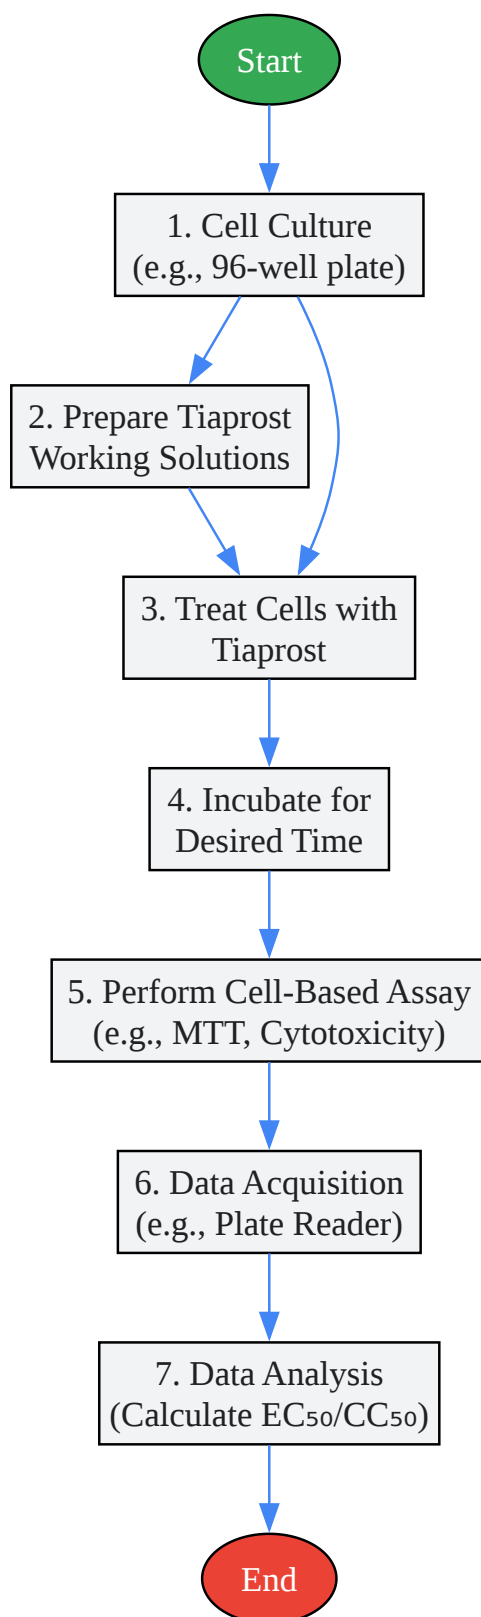 Start
1. Cell Culture
(e.g., 96-well plate)
2. Prepare Tiaprost
Working Solutions
3. Treat Cells with
Tiaprost
4. Incubate for
Desired Time
5. Perform Cell-Based Assay
(e.g., MTT, Cytotoxicity)
6. Data Acquisition
(e.g., Plate Reader)
7. Data Analysis
(Calculate EC₅₀/CC₅₀)
End